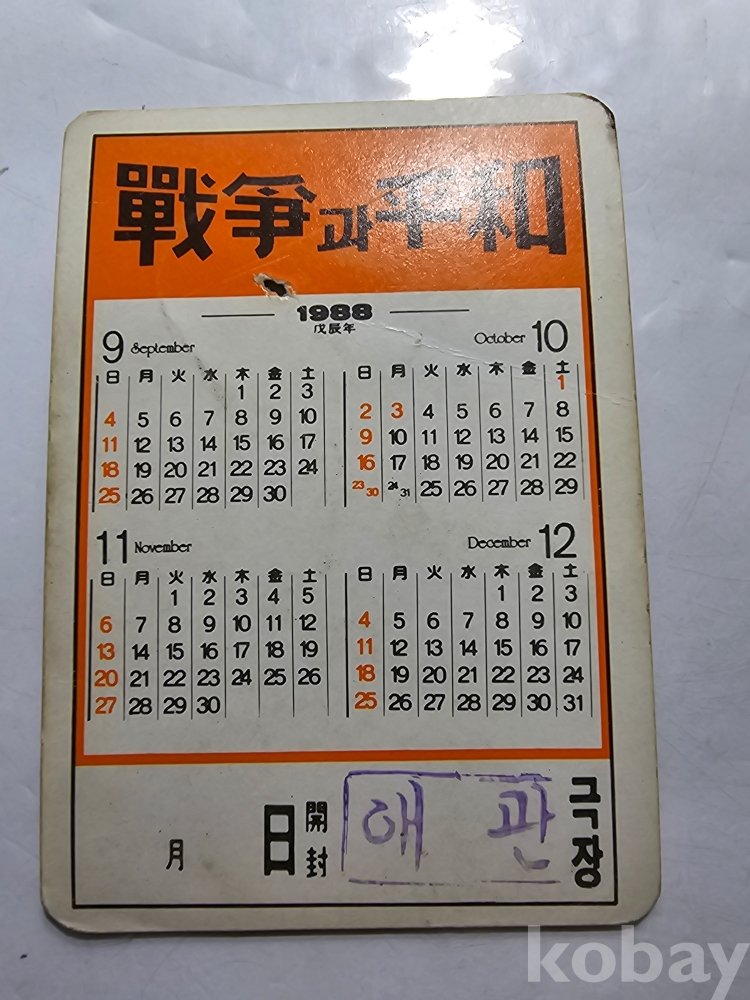 戰爭과平和
1988
戊辰年
9 September
日 月 火 水 木 金 土
1 2 3
4 5 6 7 8 9 10
11 12 13 14 15 16 17
18 19 20 21 22 23 24
25 26 27 28 29 30
October 10
日 月 火 水 木 金 土
1
2 3 4 5 6 7 8
9 10 11 12 13 14 15
16 17 18 19 20 21 22
23 30 24 31 25 26 27 28 29
11 November
日 月 火 水 木 金 土
1 2 3 4 5
6 7 8 9 10 11 12
13 14 15 16 17 18 19
20 21 22 23 24 25 26
27 28 29 30
December 12
日 月 火 水 木 金 土
1 2 3
4 5 6 7 8 9 10
11 12 13 14 15 16 17
18 19 20 21 22 23 24
25 26 27 28 29 30 31
月 日 開封 애 관 극장
kobay